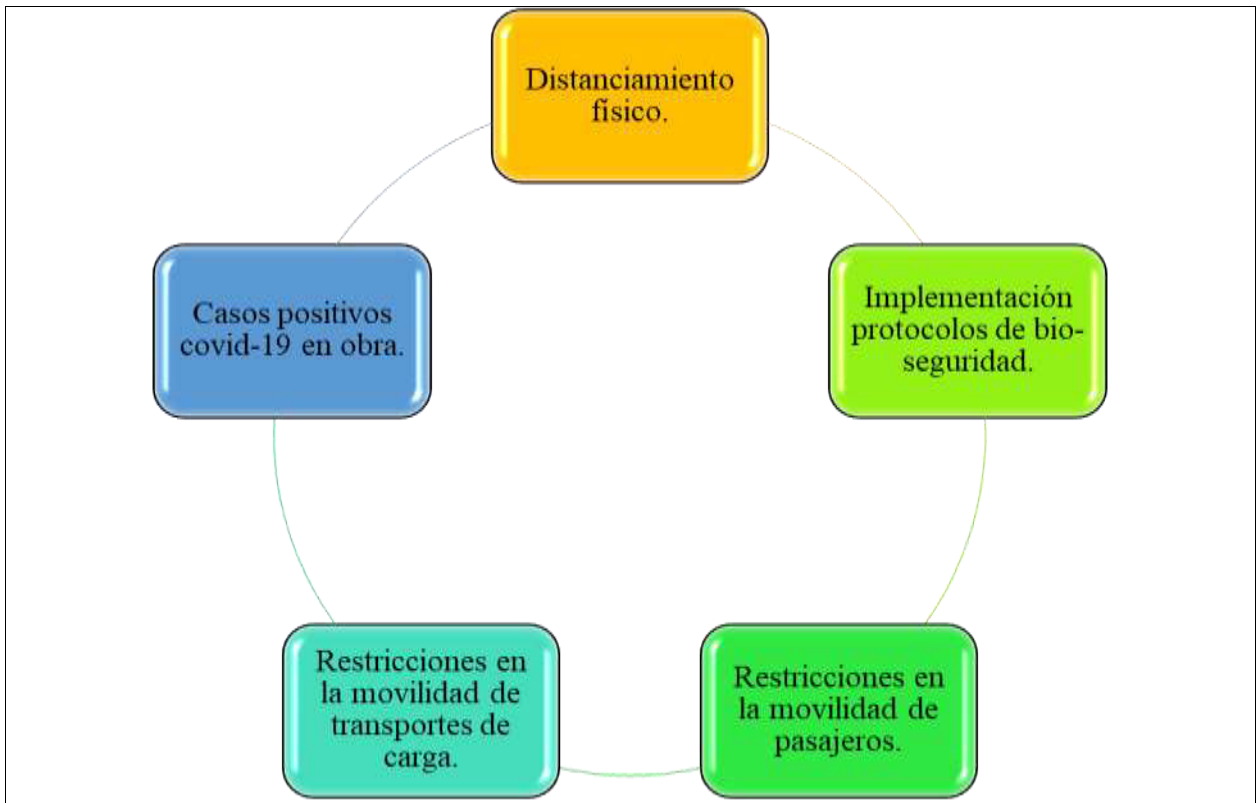 Distanciamiento
físico.
Implementación
protocolos de bio-
seguridad.
Restricciones en
la movilidad de
pasajeros.
Restricciones en
la movilidad de
transportes de
carga.
Casos positivos
covid-19 en obra.